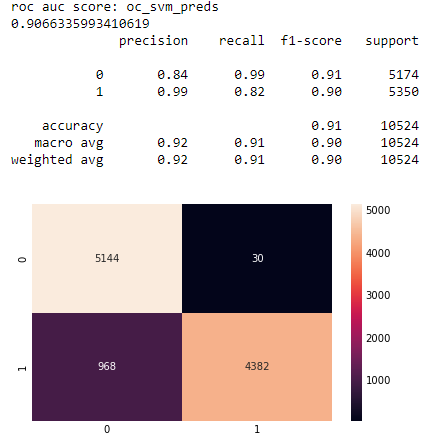 roc auc score: oc_svm_preds
0.9066335993410619
precision recall f1-score support
0 0.84 0.99 0.91 5174
1 0.99 0.82 0.90 5350
accuracy 0.91 10524
macro avg 0.92 0.91 0.90 10524
weighted avg 0.92 0.91 0.90 10524
5000
0 5144 30
4000
3000
2000
1 968 4382
1000
0 1